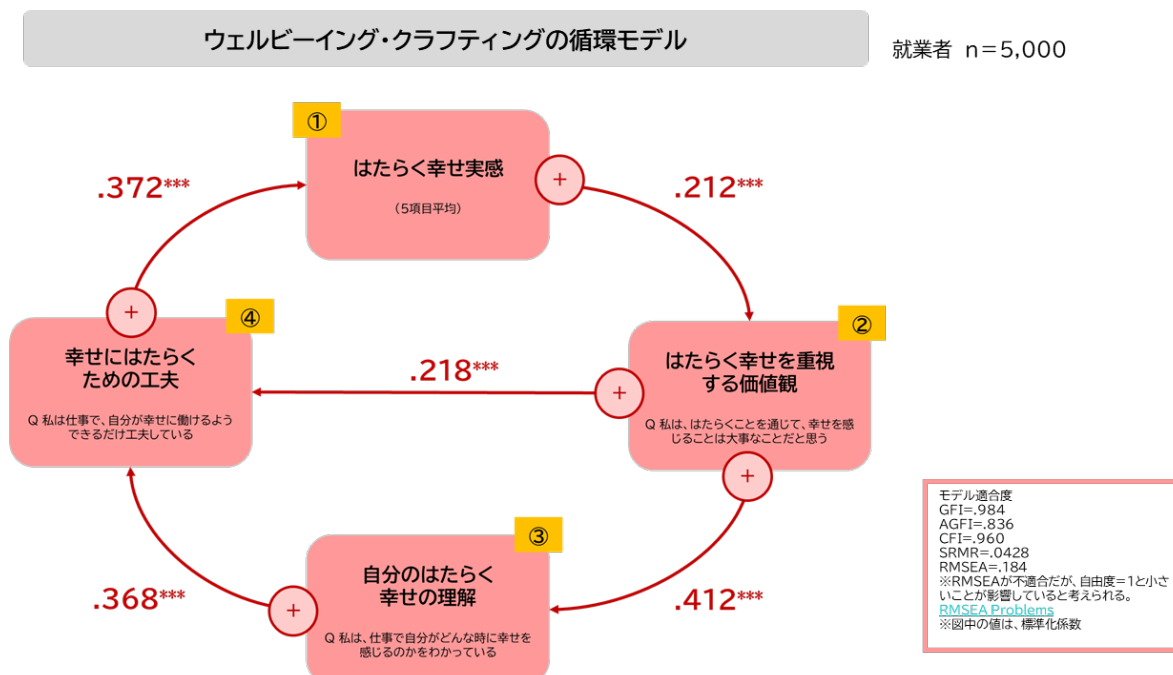 ウェルビーイング・クラフティングの循環モデル
就業者 n=5,000
①
はたらく幸せ実感
(5項目平均)
+
.372***
.212***
④
幸せにはたらく
ための工夫
Q 私は仕事で、自分が幸せに働けるよう
できるだけ工夫している
+
.218***
②
はたらく幸せを重視
する価値観
Q 私は、はたらくことを通じて、幸せを感
じることは大事なことだと思う
+
+
③
自分のはたらく
幸せの理解
Q 私は、仕事で自分がどんな時に幸せを
感じるのかをわかっている
+
.368***
.412***
モデル適合度
GFI=.984
AGFI=.836
CFI=.960
SRMR=.0428
RMSEA=.184
※RMSEAが不適合だが、自由度=1と小さ
いことが影響していると考えられる。
RMSEA Problems
※図中の値は、標準化係数